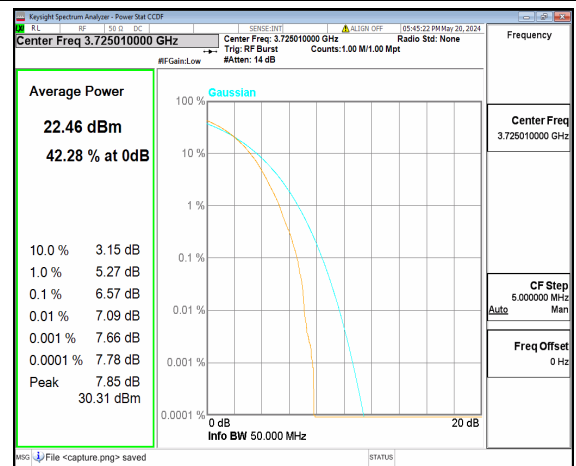 Keysight Spectrum Analyzer - Power Stat CCDF
RL RF 50 Ω DC SENSE:INT ALIGN OFF 05:45:22 PM May 20, 2024
Center Freq 3.725010000 GHz
Center Freq: 3.725010000 GHz Radio Std: None
Trig: RF Burst Counts:1.00 M/1.00 Mpt
#IFGain:Low #Atten: 14 dB
Frequency
Average Power
22.46 dBm
42.28 % at 0dB
10.0 % 3.15 dB
1.0 % 5.27 dB
0.1 % 6.57 dB
0.01 % 7.09 dB
0.001 % 7.66 dB
0.0001 % 7.78 dB
Peak 7.85 dB
30.31 dBm
Gaussian
100 %
10 %
1 %
0.1 %
0.01 %
0.001 %
0.0001 %
0 dB 20 dB
Info BW 50.000 MHz
Center Freq
3.725010000 GHz
CF Step
5.000000 MHz
Auto Man
Freq Offset
0 Hz
MSG File <capture.png> saved STATUS